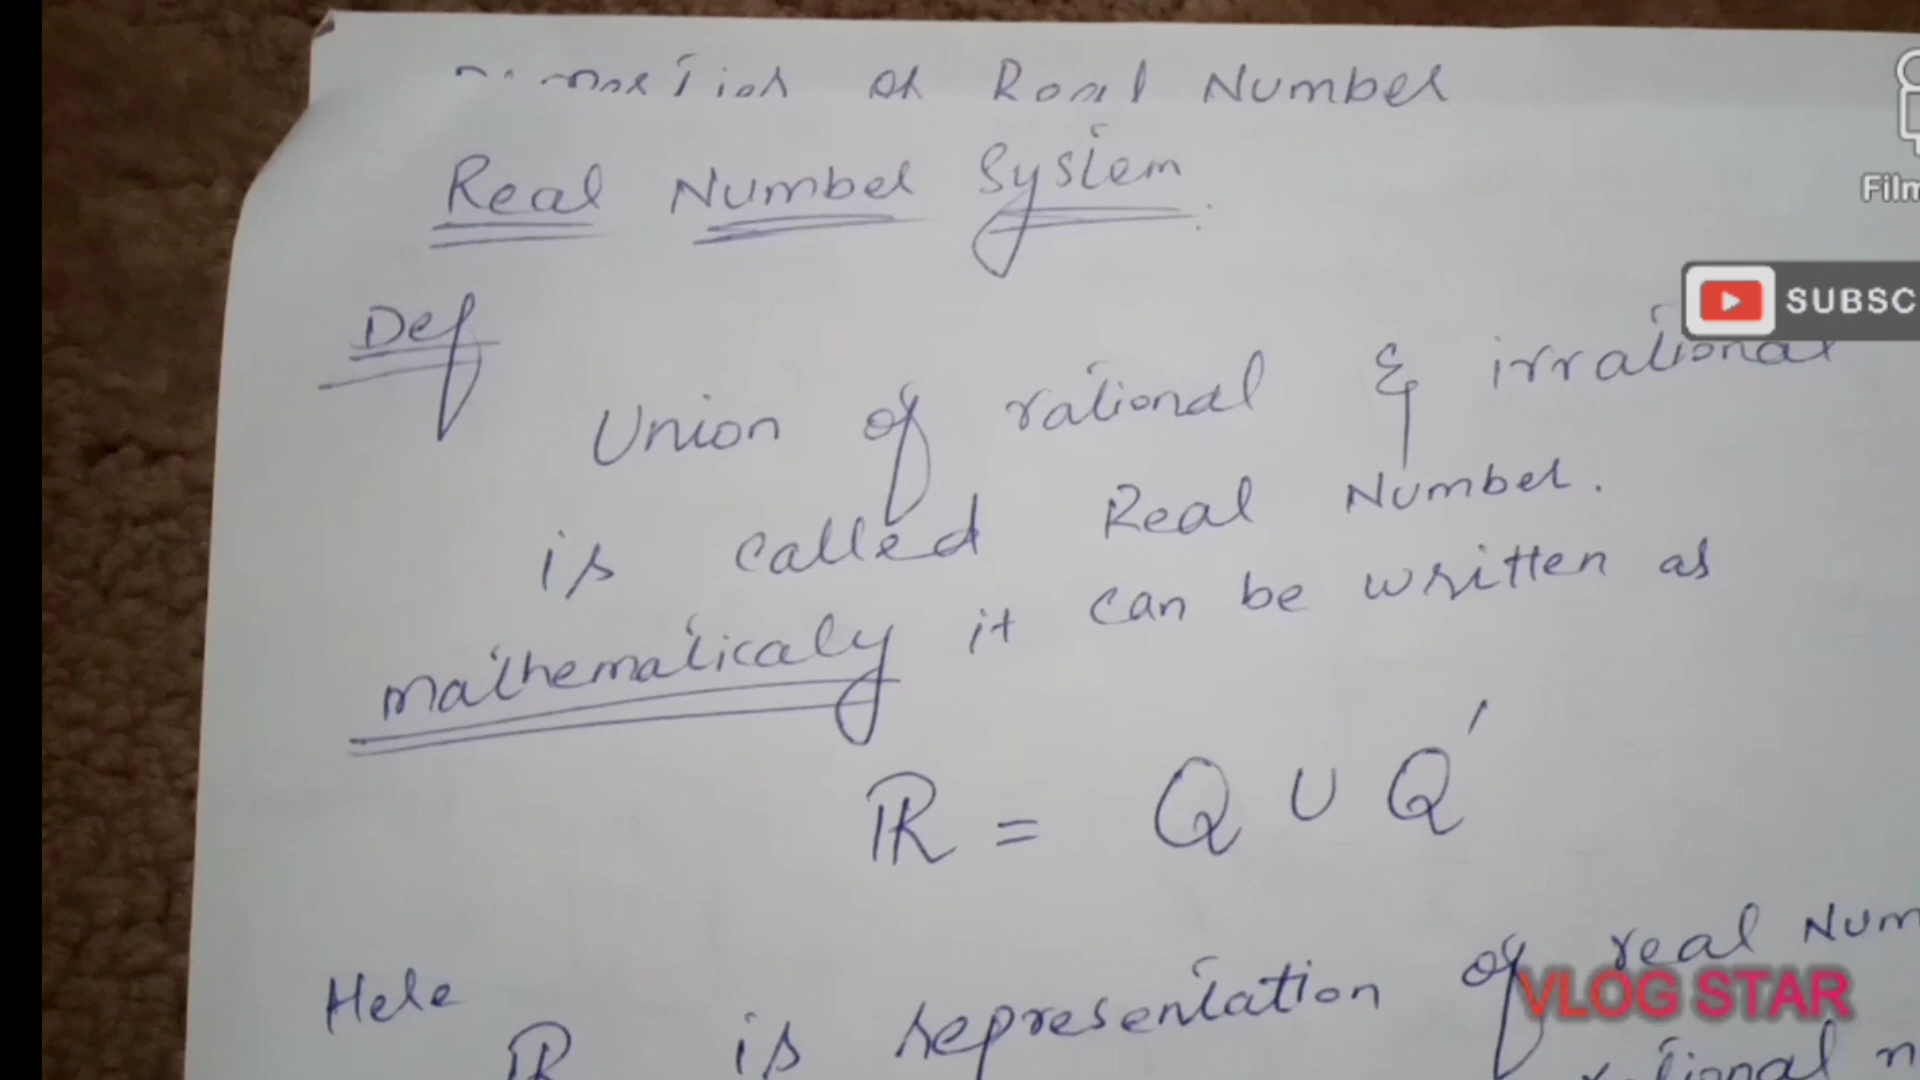 Real Number
Real Number System
Def
Union of rational & irrational
is called Real Number.
mathematicaly it can be written as
ℝ = Q ∪ Q'
Here
ℝ is representation of real Num
SUBSC
Film
VLOG STAR